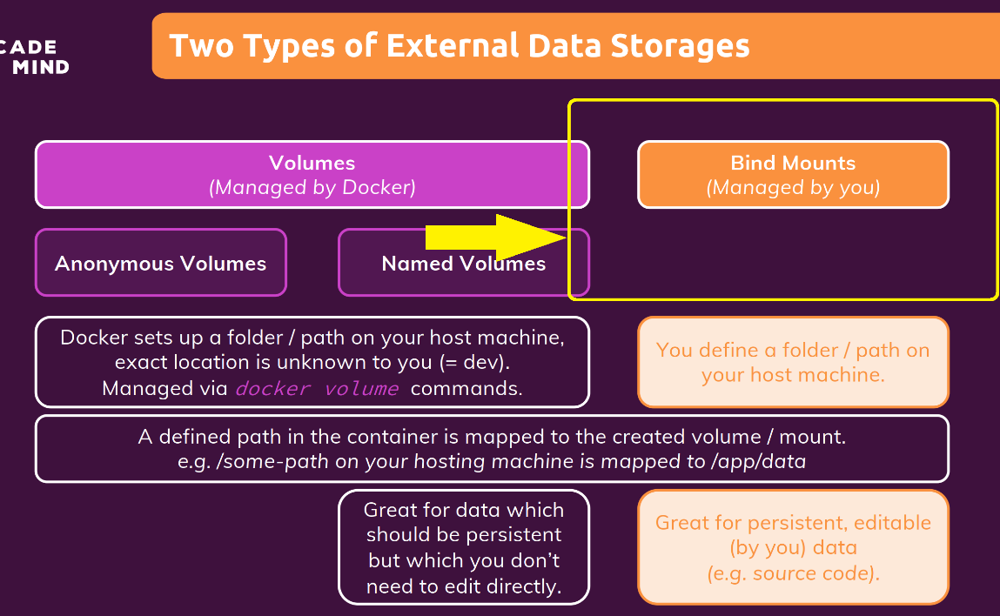 CADE
MIND
Two Types of External Data Storages
Volumes
(Managed by Docker)
Bind Mounts
(Managed by you)
Anonymous Volumes
Named Volumes
Docker sets up a folder / path on your host machine,
exact location is unknown to you (= dev).
Managed via docker volume commands.
You define a folder / path on
your host machine.
A defined path in the container is mapped to the created volume / mount.
e.g. /some-path on your hosting machine is mapped to /app/data
Great for data which
should be persistent
but which you don’t
need to edit directly.
Great for persistent, editable
(by you) data
(e.g. source code).